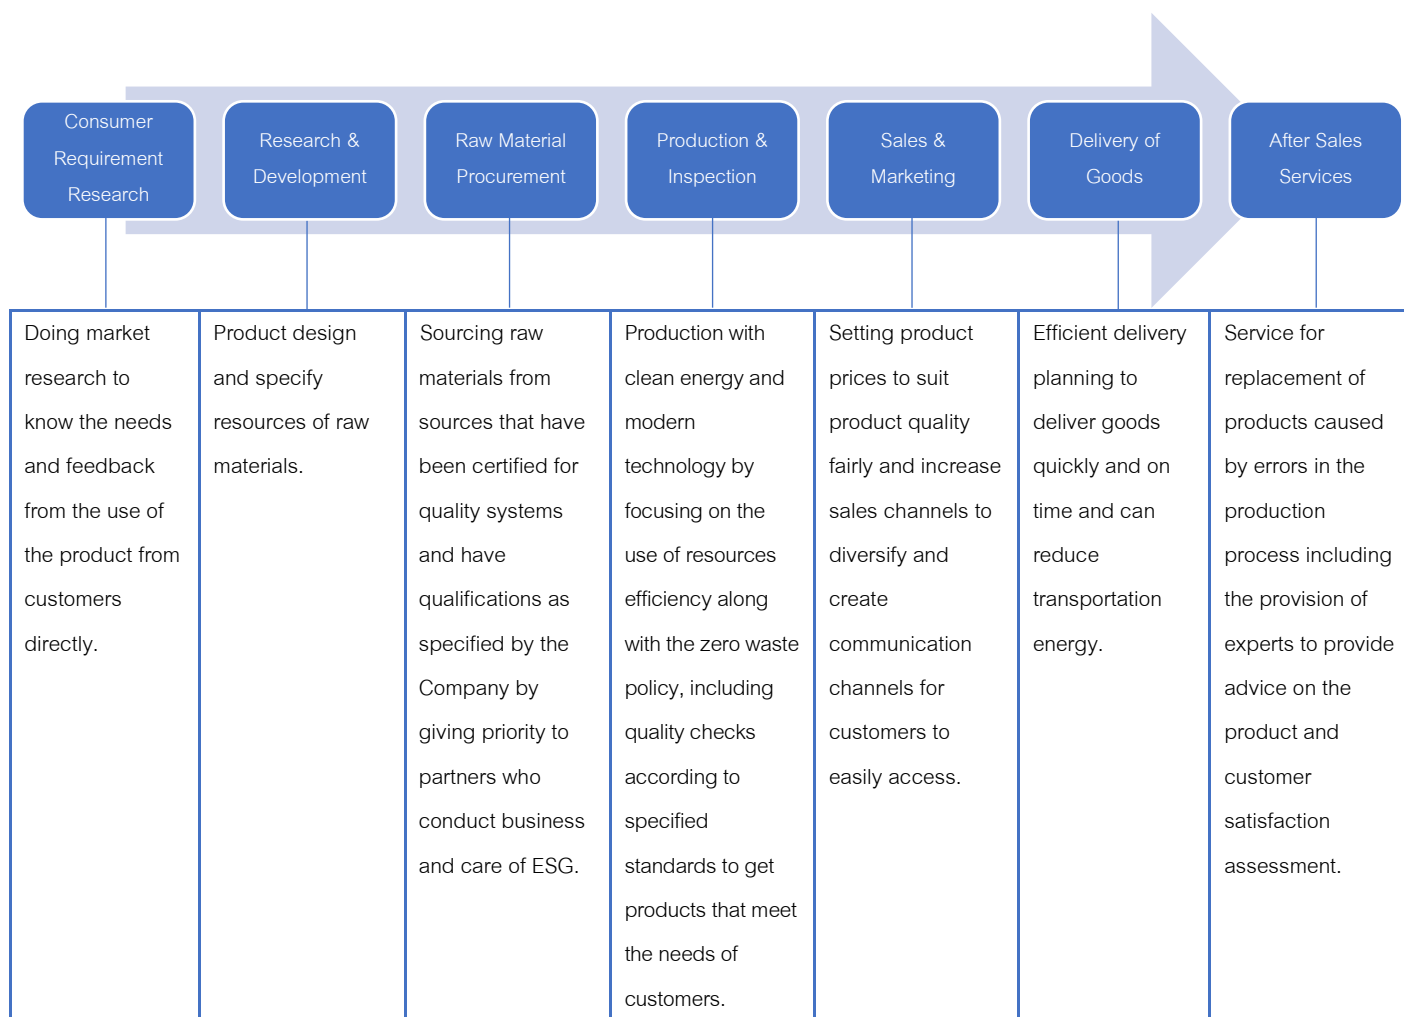 Consumer
Requirement
Research
Research &
Development
Raw Material
Procurement
Production &
Inspection
Sales &
Marketing
Delivery of
Goods
After Sales
Services
Doing market
research to
know the needs
and feedback
from the use of
the product from
customers
directly.
Product design
and specify
resources of raw
materials.
Sourcing raw
materials from
sources that have
been certified for
quality systems
and have
qualifications as
specified by the
Company by
giving priority to
partners who
conduct business
and care of ESG.
Production with
clean energy and
modern
technology by
focusing on the
use of resources
efficiency along
with the zero waste
policy, including
quality checks
according to
specified
standards to get
products that meet
the needs of
customers.
Setting product
prices to suit
product quality
fairly and increase
sales channels to
diversify and
create
communication
channels for
customers to
easily access.
Efficient delivery
planning to
deliver goods
quickly and on
time and can
reduce
transportation
energy.
Service for
replacement of
products caused
by errors in the
production
process including
the provision of
experts to provide
advice on the
product and
customer
satisfaction
assessment.